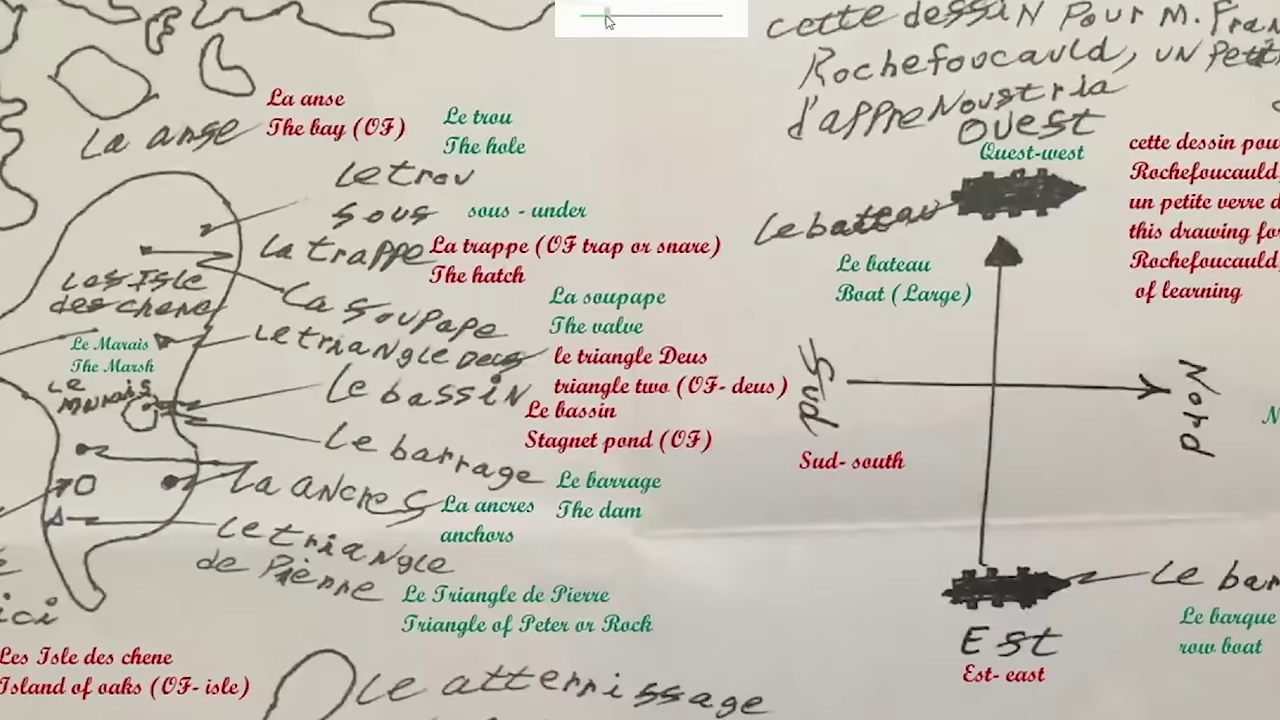 cette dessin Pour M. Fran
Rochefoucauld, un Petit
d'appreNoustria
La anse
La anse
The bay (OF)
Le trou
The hole
ouest
Quest-west
cette dessin pou
Rochefoucauld,
un petite verre d
this drawing for
Rochefoucauld,
of learning
Le trou
sous
sous - under
La trappe
La trappe (OF trap or snare)
The hatch
Le bateau
Le bateau
Boat (Large)
Les Isle
des chene
La soupape
La soupape
The valve
Le Marais
The Marsh
Le triangle Deus
le triangle Deus
triangle two (OF- deus)
Le
marais
Le bassin
Le bassin
Stagnet pond (OF)
Sud
Sud- south
Nord
N
Le barrage
Le barrage
The dam
La ancres
La ancres
anchors
Le triangle
de Pierre
Le Triangle de Pierre
Triangle of Peter or Rock
Le bar
Le barque
row boat
Est
Est- east
ici
Les Isle des chene
Island of oaks (OF- isle)
Le atterrissage